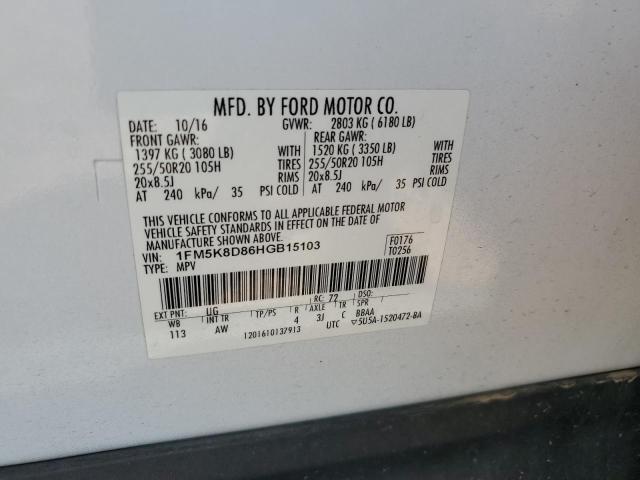 MFD. BY FORD MOTOR CO.
DATE: 10/16 GVWR: 2803 KG ( 6180 LB)
FRONT GAWR: REAR GAWR:
1397 KG ( 3080 LB) WITH 1520 KG ( 3350 LB) WITH
255/50R20 105H TIRES 255/50R20 105H TIRES
20x8.5J RIMS 20x8.5J RIMS
AT 240 kPa/ 35 PSI COLD AT 240 kPa/ 35 PSI COLD
THIS VEHICLE CONFORMS TO ALL APPLICABLE FEDERAL MOTOR
VEHICLE SAFETY STANDARDS IN EFFECT ON THE DATE OF
MANUFACTURE SHOWN ABOVE.
VIN: 1FM5K8D86HGB15103 F0176
TYPE: MPV T0256
EXT PNT: UG RC: 72 DSO:
WB INT TR TP/PS R AXLE TR SPR
113 AW 4 3J C BBAA
1201610137913 UTC ▽5U5A-1520472-BA